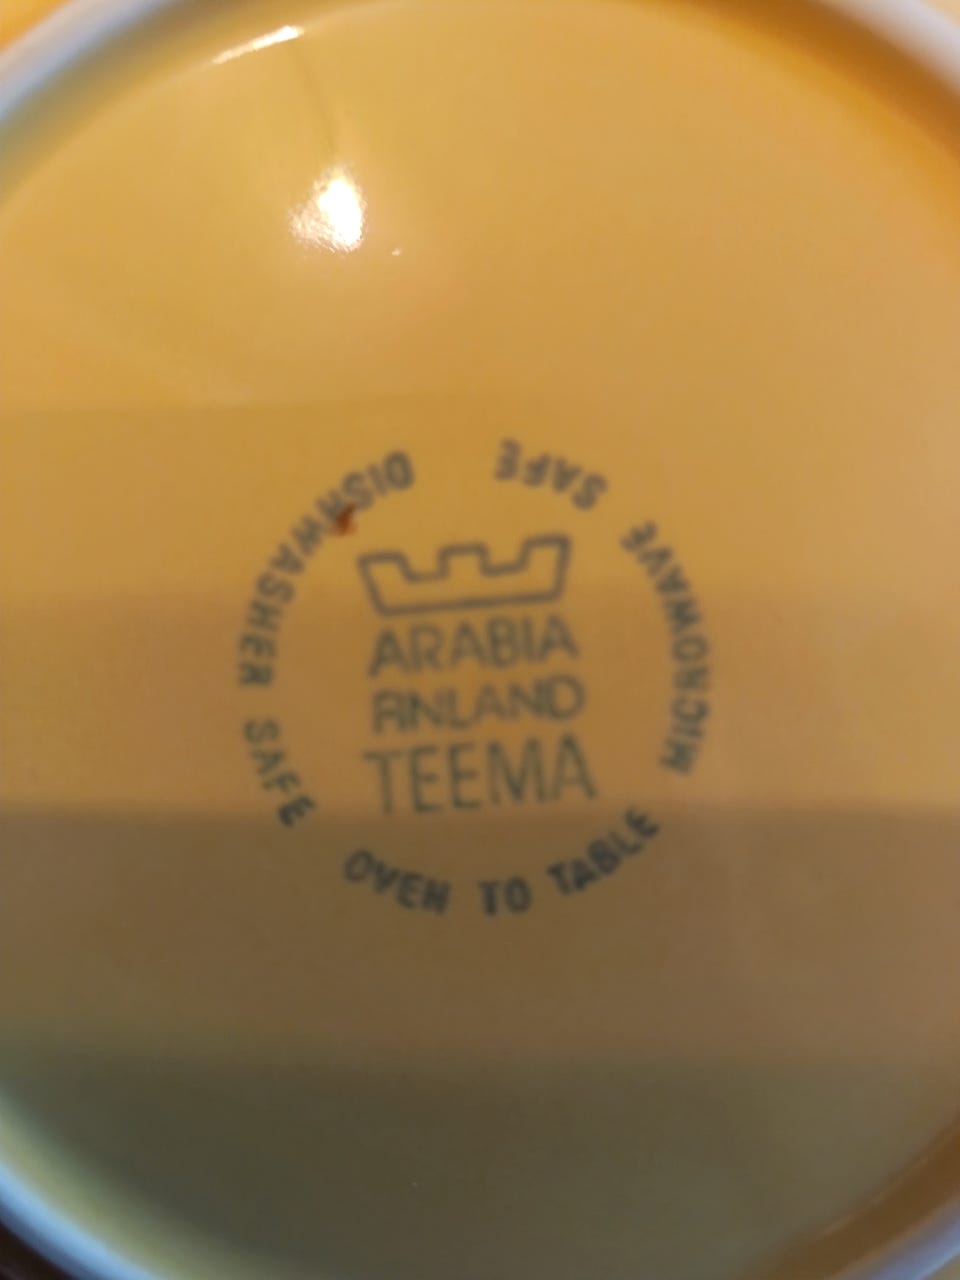 ARABIA
FINLAND
TEEMA
DISHWASHER SAFE OVEN TO TABLE MICROWAVE SAFE